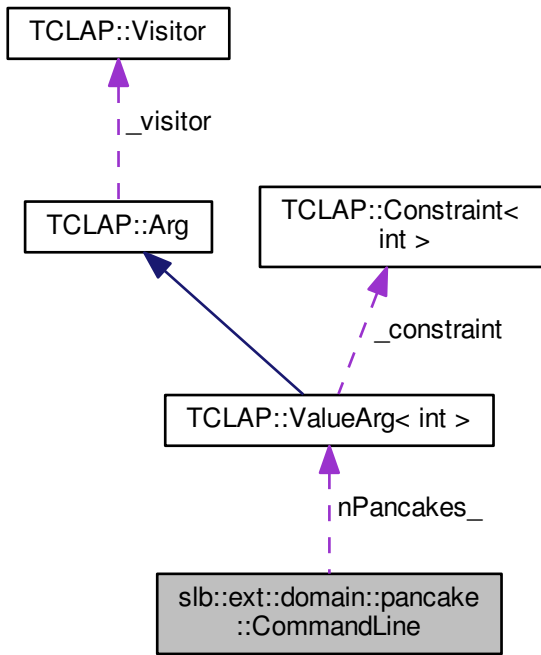 TCLAP::Visitor
_visitor
TCLAP::Arg
TCLAP::Constraint<
int >
_constraint
TCLAP::ValueArg< int >
nPancakes_
slb::ext::domain::pancake
::CommandLine